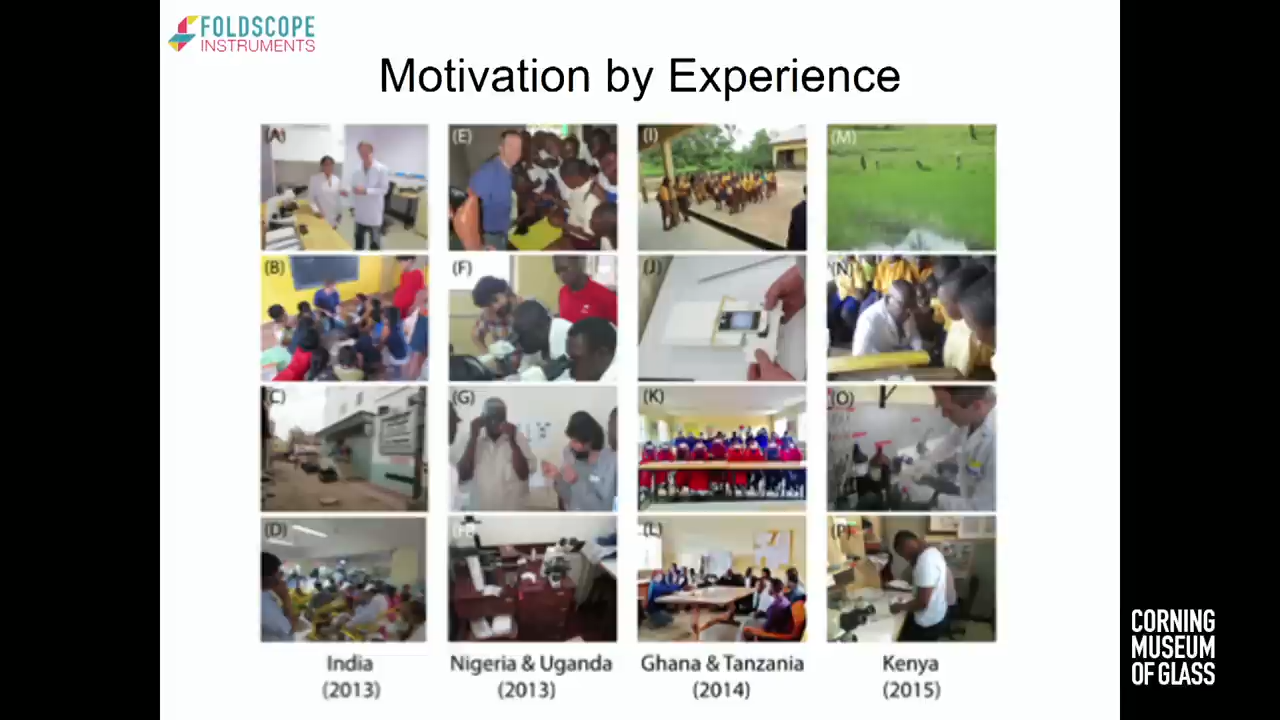 FOLDSCOPE
INSTRUMENTS
Motivation by Experience
(A)
(E)
(I)
(M)
(B)
(F)
(J)
(N)
(C)
(G)
(K)
(O)
(D)
(H)
(L)
(P)
India
(2013)
Nigeria & Uganda
(2013)
Ghana & Tanzania
(2014)
Kenya
(2015)
CORNING
MUSEUM
OF GLASS